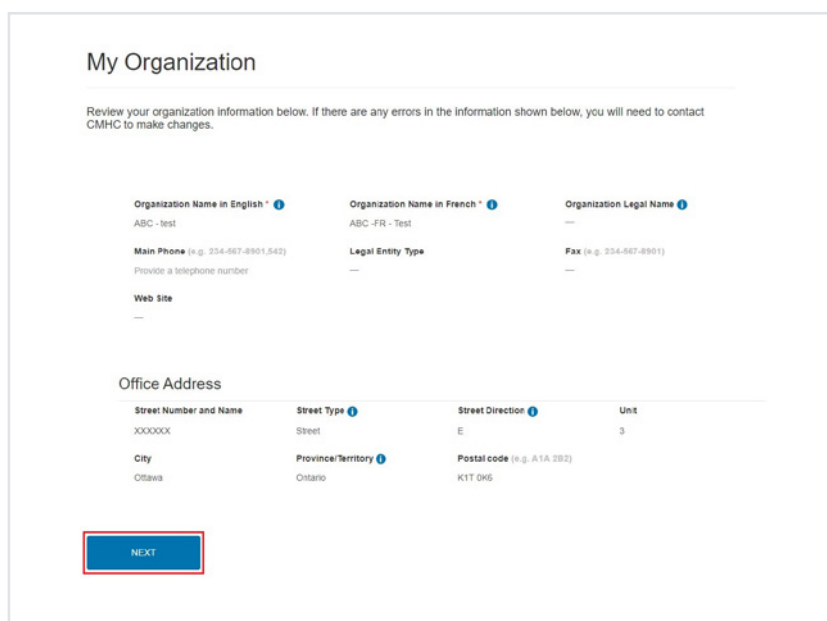 My Organization
Review your organization information below. If there are any errors in the information shown below, you will need to contact
CMHC to make changes.
Organization Name in English * Organization Name in French * Organization Legal Name
ABC - test ABC -FR - Test —
Main Phone (e.g. 234-567-8901,542) Legal Entity Type Fax (e.g. 234-567-8901)
Provide a telephone number — —
Web Site
—
Office Address
Street Number and Name Street Type Street Direction Unit
XXXXXX Street E 3
City Province/Territory Postal code (e.g. A1A 2B2)
Ottawa Ontario K1T 0K6
NEXT